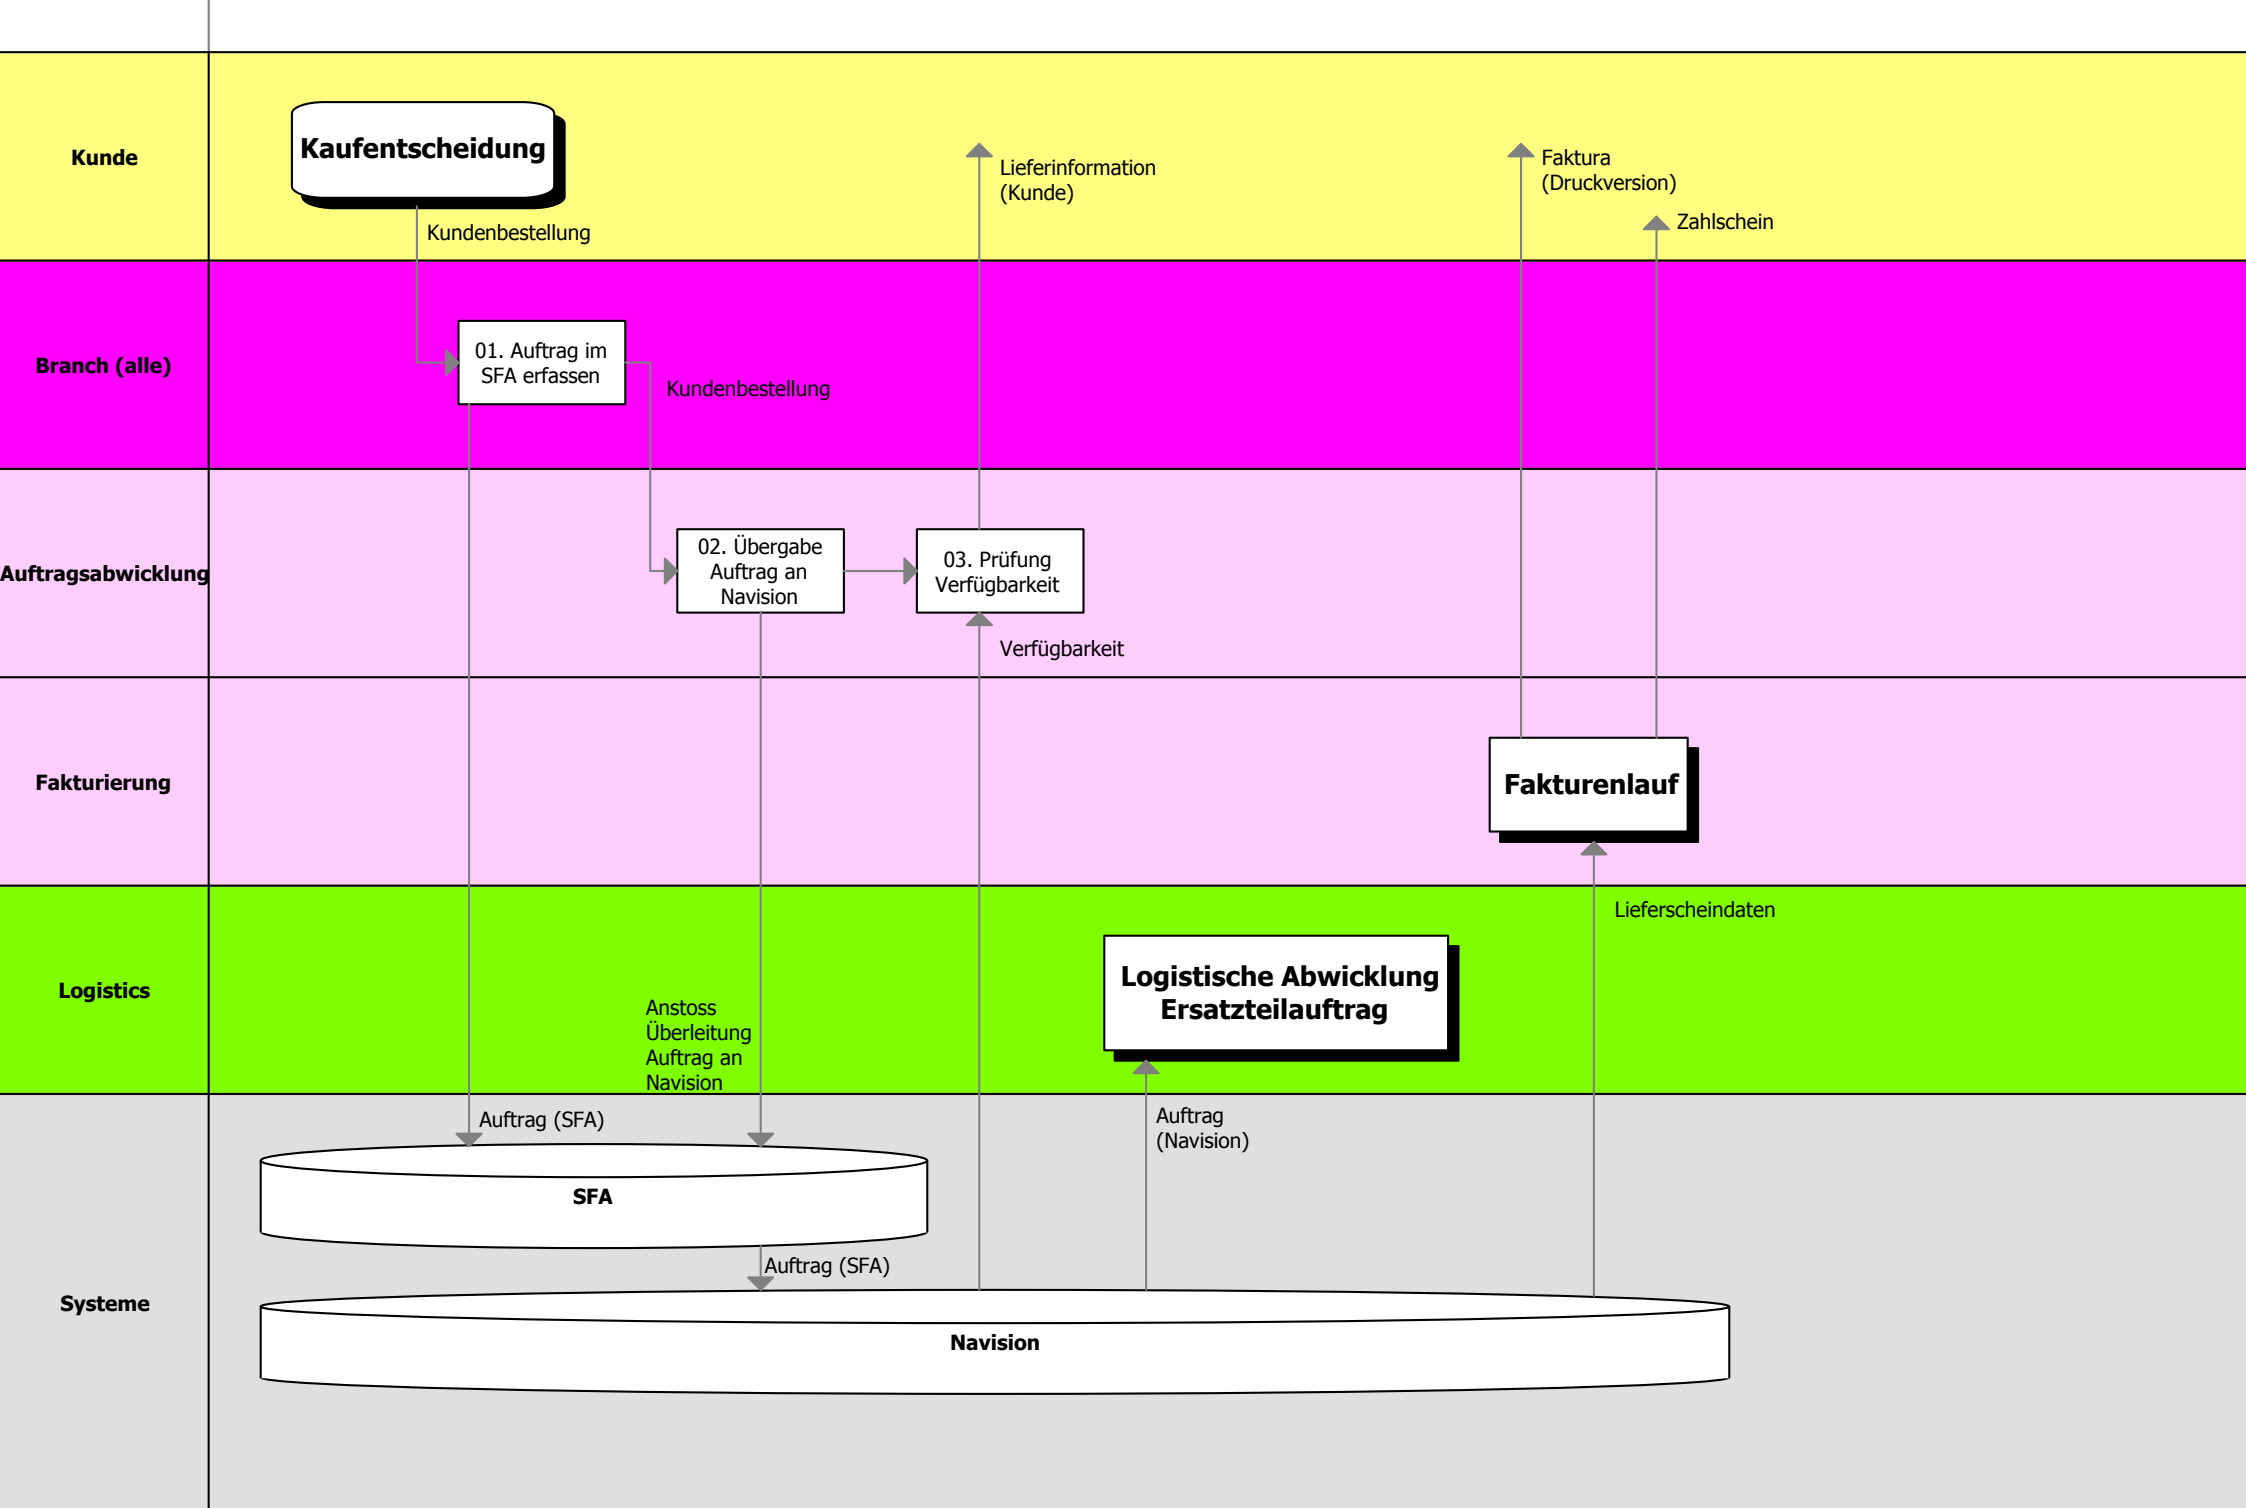 Kunde
Kaufentscheidung
Kundenbestellung
Lieferinformation
(Kunde)
Faktura
(Druckversion)
Zahlschein
Branch (alle)
01. Auftrag im
SFA erfassen
Kundenbestellung
Auftragsabwicklung
02. Übergabe
Auftrag an
Navision
03. Prüfung
Verfügbarkeit
Verfügbarkeit
Fakturierung
Fakturenlauf
Logistics
Anstoss
Überleitung
Auftrag an
Navision
Logistische Abwicklung
Ersatzteilauftrag
Lieferscheindaten
Systeme
Auftrag (SFA)
Auftrag
(Navision)
SFA
Auftrag (SFA)
Navision